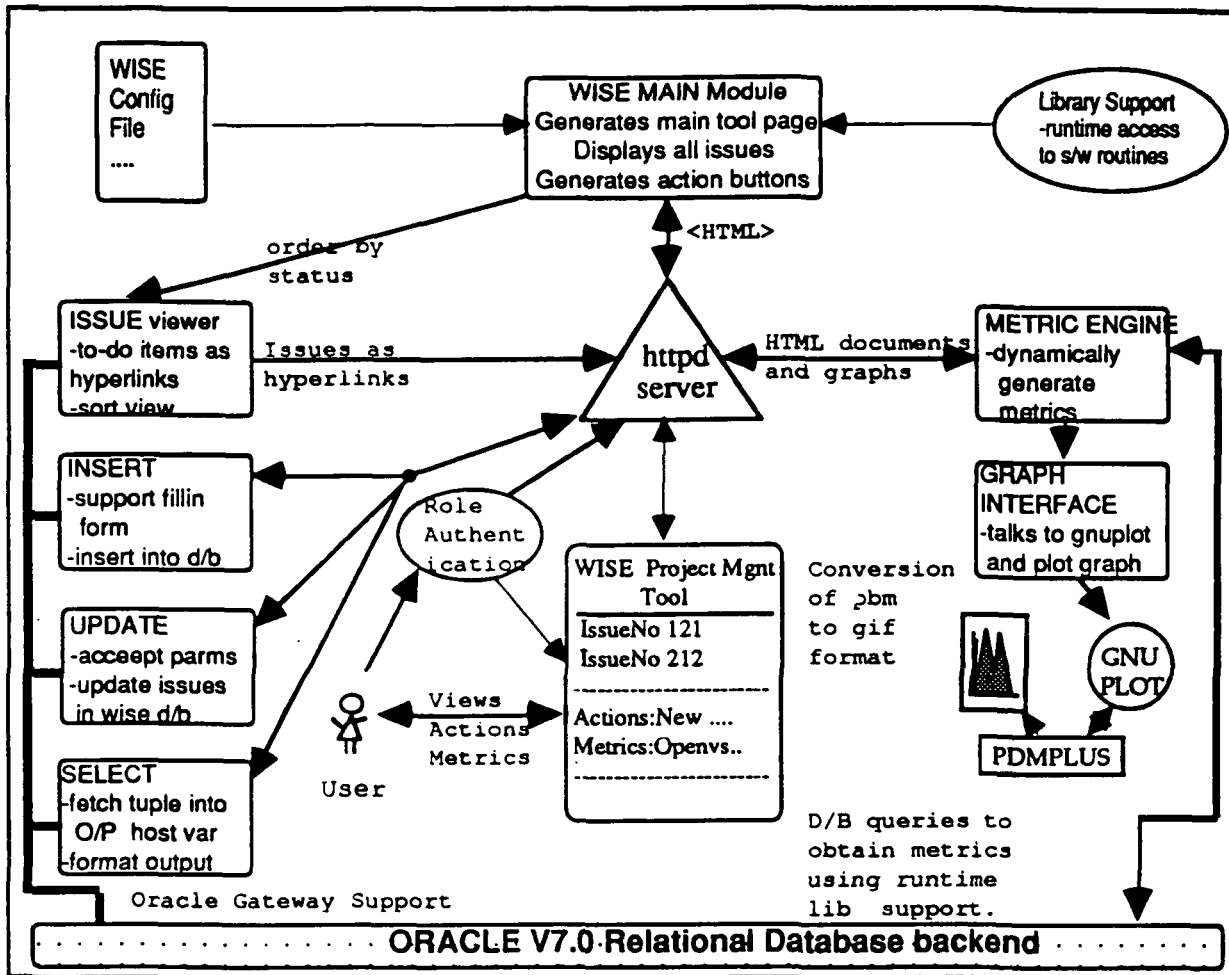 WISE
Config
File
....
WISE MAIN Module
Generates main tool page
Displays all issues
Generates action buttons
Library Support
-runtime access
to s/w routines
<HTML>
order by
status
ISSUE viewer
-to-do items as
hyperlinks
-sort view
Issues as
hyperlinks
httpd
server
HTML documents
and graphs
METRIC ENGINE
-dynamically
generate
metrics
INSERT
-support fillin
form
-insert into d/b
Role
Authent
ication
GRAPH
INTERFACE
-talks to gnuplot
and plot graph
WISE Project Mgnt
Tool
IssueNo 121
IssueNo 212
Actions:New ....
Metrics:Openvs..
Conversion
of pbm
to gif
format
GNU
PLOT
PDMPLUS
UPDATE
-acceept parms
-update issues
in wise d/b
Views
Actions
Metrics
User
SELECT
-fetch tuple into
O/P host var
-format output
D/B queries to
obtain metrics
using runtime
lib support.
Oracle Gateway Support
ORACLE V7.0 Relational Database backend